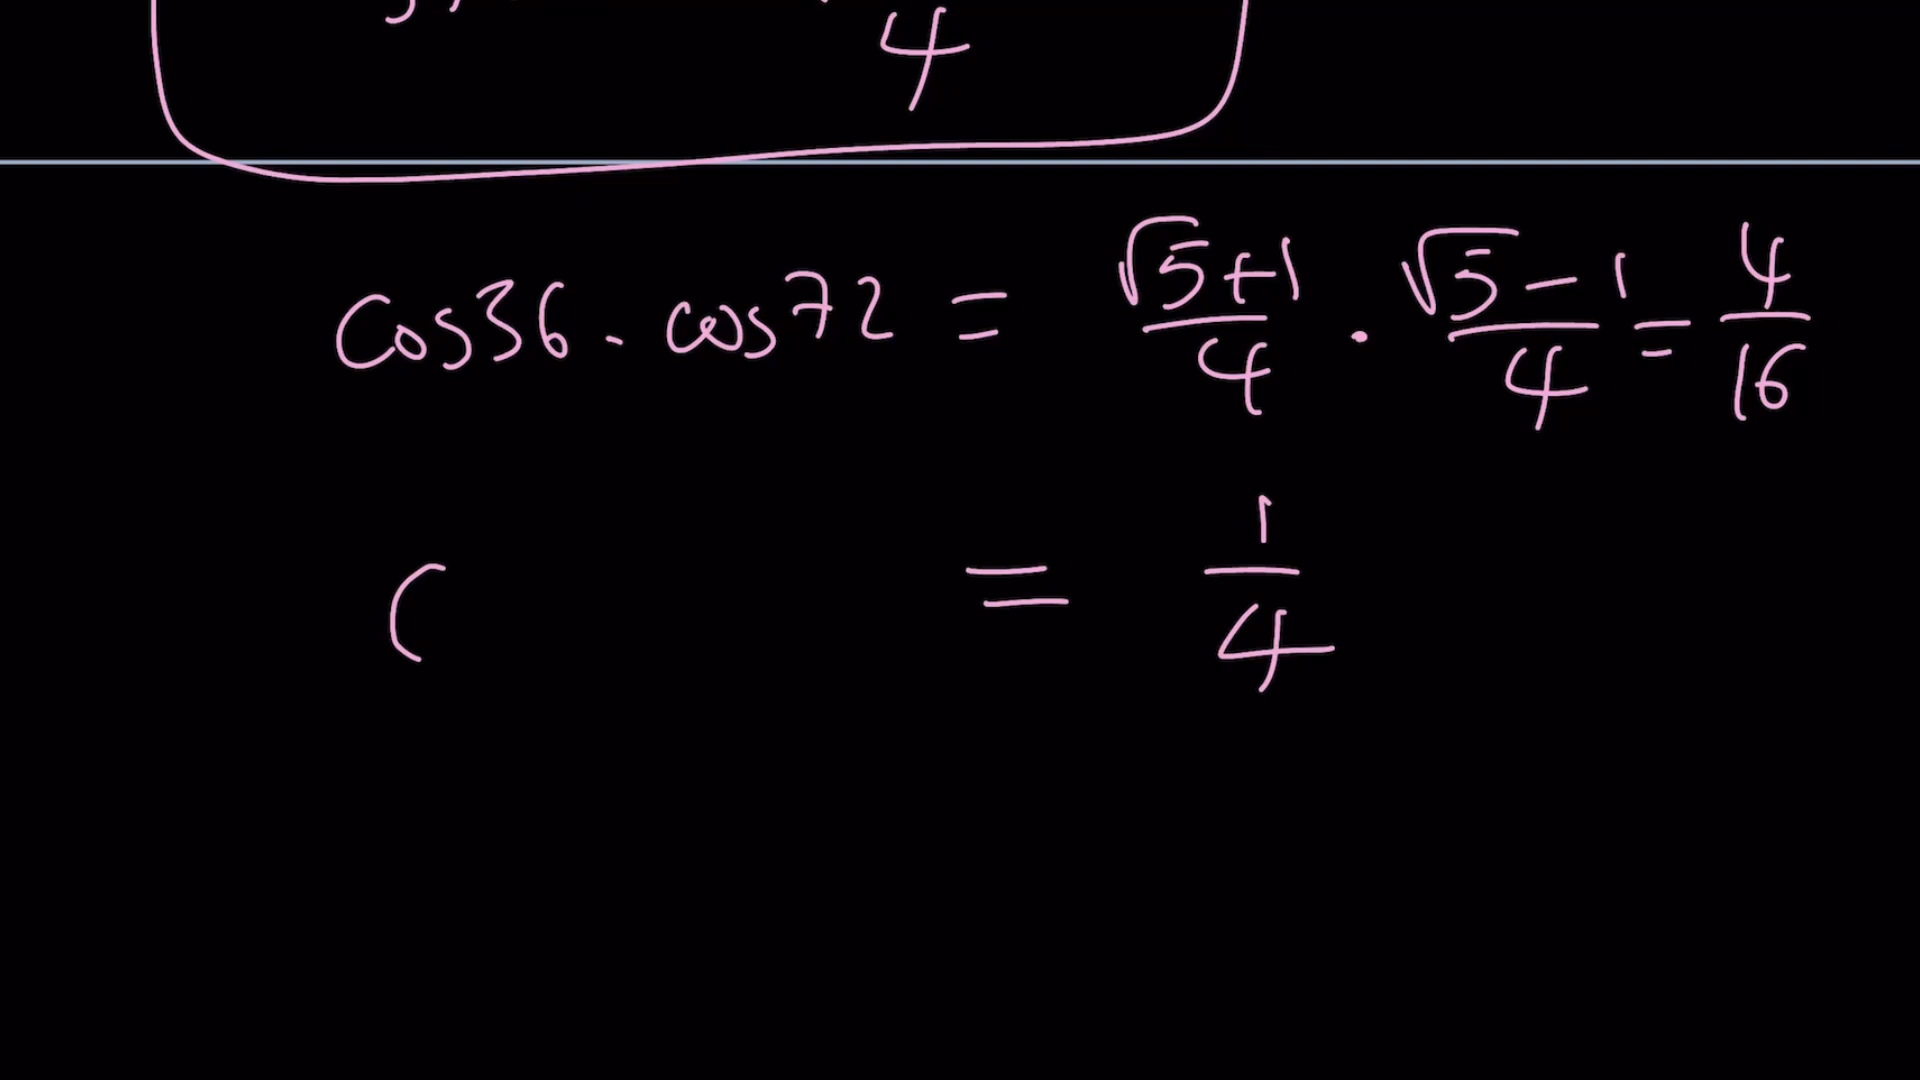 4
cos36 . cos72 = √5+1/4 . √5-1/4 = 4/16
( = 1/4